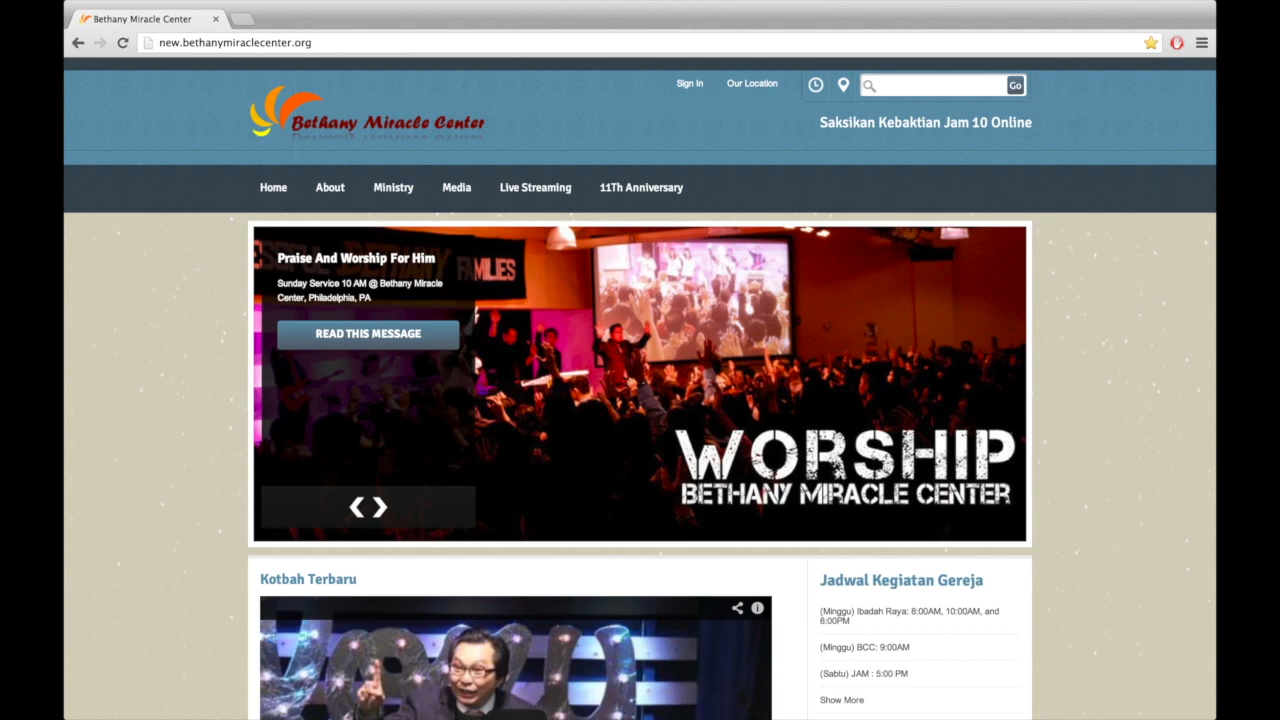 Bethany Miracle Center
new.bethanymiraclecenter.org
Sign In
Our Location
Go
Bethany Miracle Center
Saksikan Kebaktian Jam 10 Online
Home
About
Ministry
Media
Live Streaming
11Th Anniversary
FAMILIES
Praise And Worship For Him
Sunday Service 10 AM @ Bethany Miracle
Center, Philadelphia, PA
READ THIS MESSAGE
WORSHIP
BETHANY MIRACLE CENTER
Kotbah Terbaru
Jadwal Kegiatan Gereja
(Minggu) Ibadah Raya: 8:00AM, 10:00AM, and
6:00PM
(Minggu) BCC: 9:00AM
(Sabtu) JAM : 5:00 PM
Show More